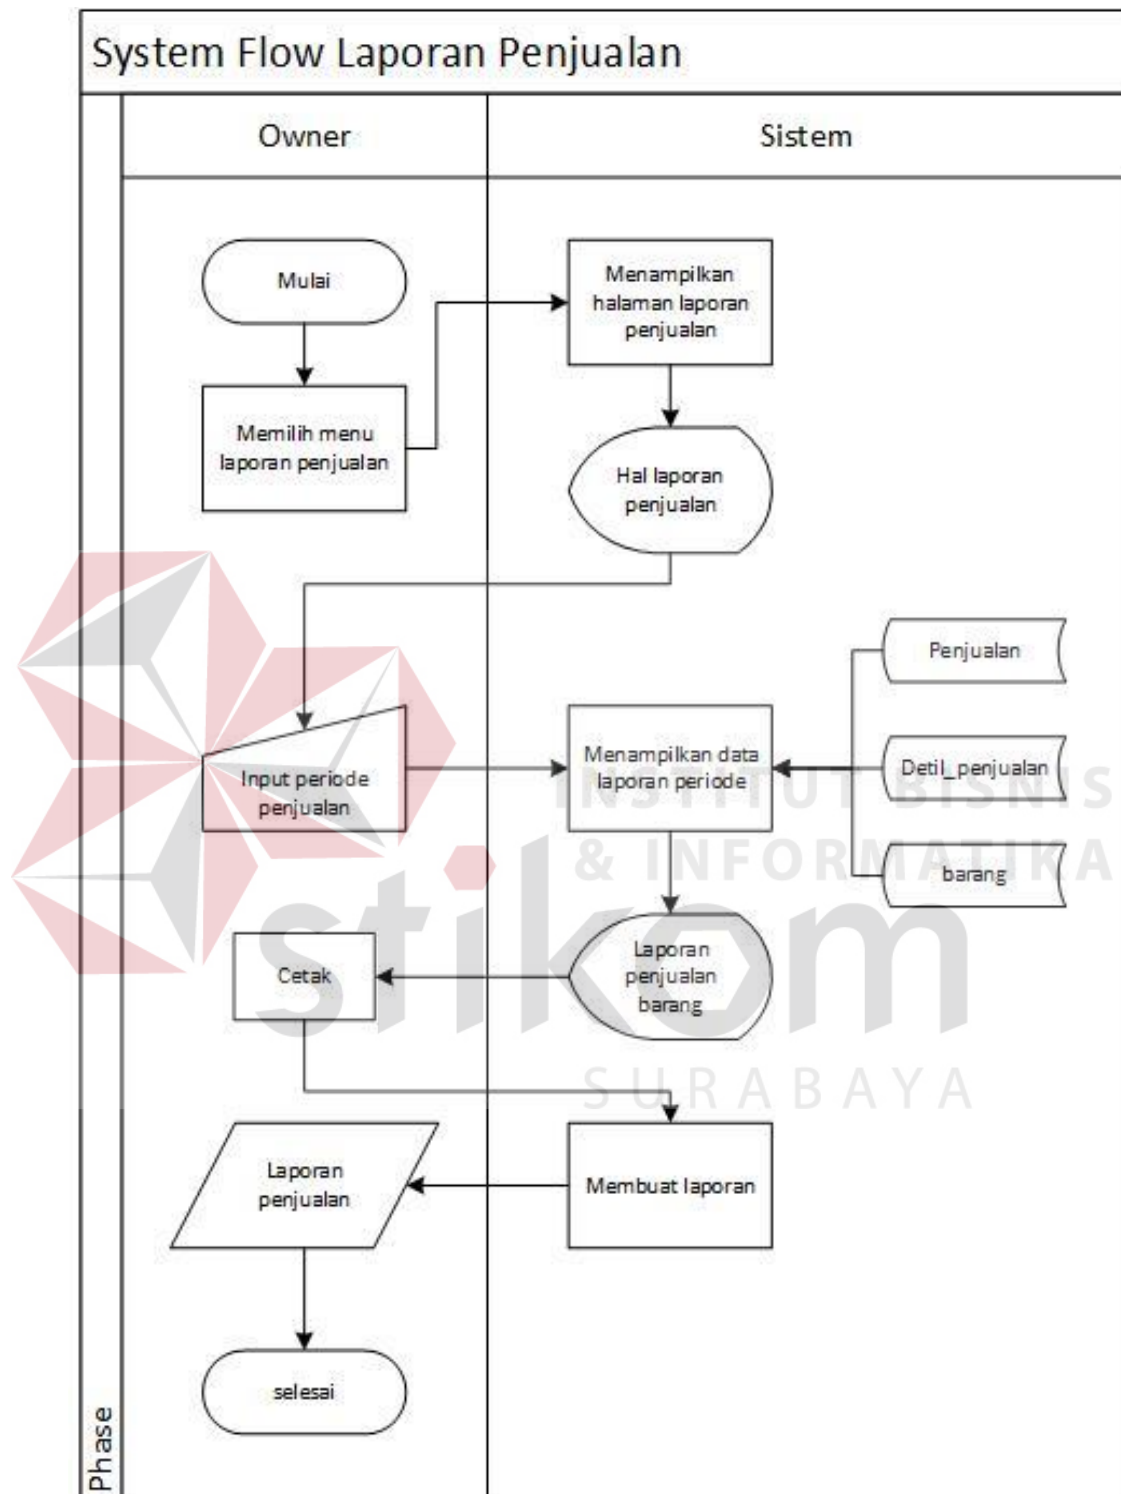 System Flow Laporan Penjualan
Owner
Sistem
Mulai
Menampilkan
halaman laporan
penjualan
Memilih menu
laporan penjualan
Hal laporan
penjualan
Penjualan
Input periode
penjualan
Menampilkan data
laporan periode
Detil_penjualan
barang
INSTITUT BISNIS
& INFORMATIKA
stikom
SURABAYA
Laporan
penjualan
barang
Cetak
Membuat laporan
Laporan
penjualan
selesai
Phase